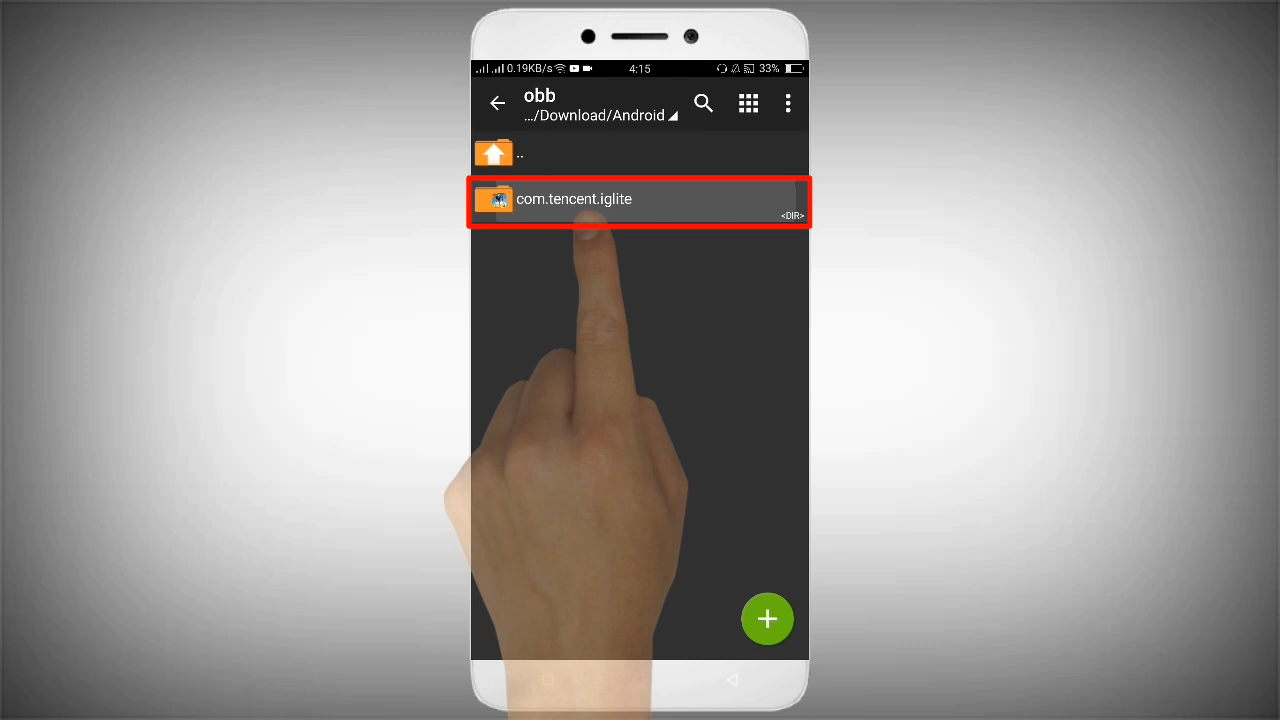 0.19KB/s 4:15 33%
obb
.../Download/Android
..
com.tencent.iglite
<DIR>